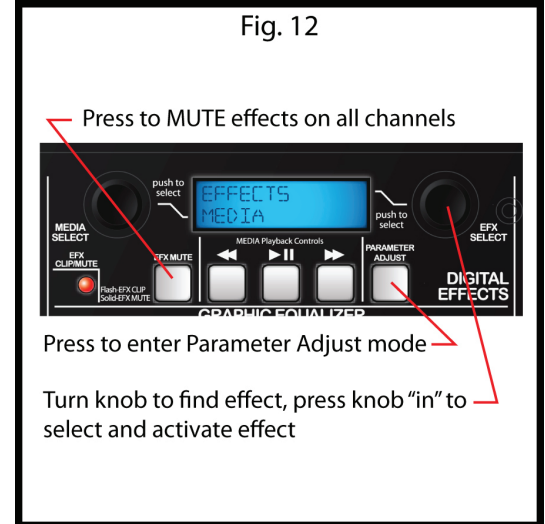 Fig. 12
Press to MUTE effects on all channels
push to
select
EFFECTS
MEDIA
push to
select
MEDIA
SELECT
EFX
SELECT
EFX
CLIP/MUTE
EFX MUTE
MEDIA Playback Controls
PARAMETER
ADJUST
Flash-EFX CLIP
Solid-EFX MUTE
DIGITAL
EFFECTS
GRAPHIC EQUALIZER
Press to enter Parameter Adjust mode
Turn knob to find effect, press knob “in” to
select and activate effect